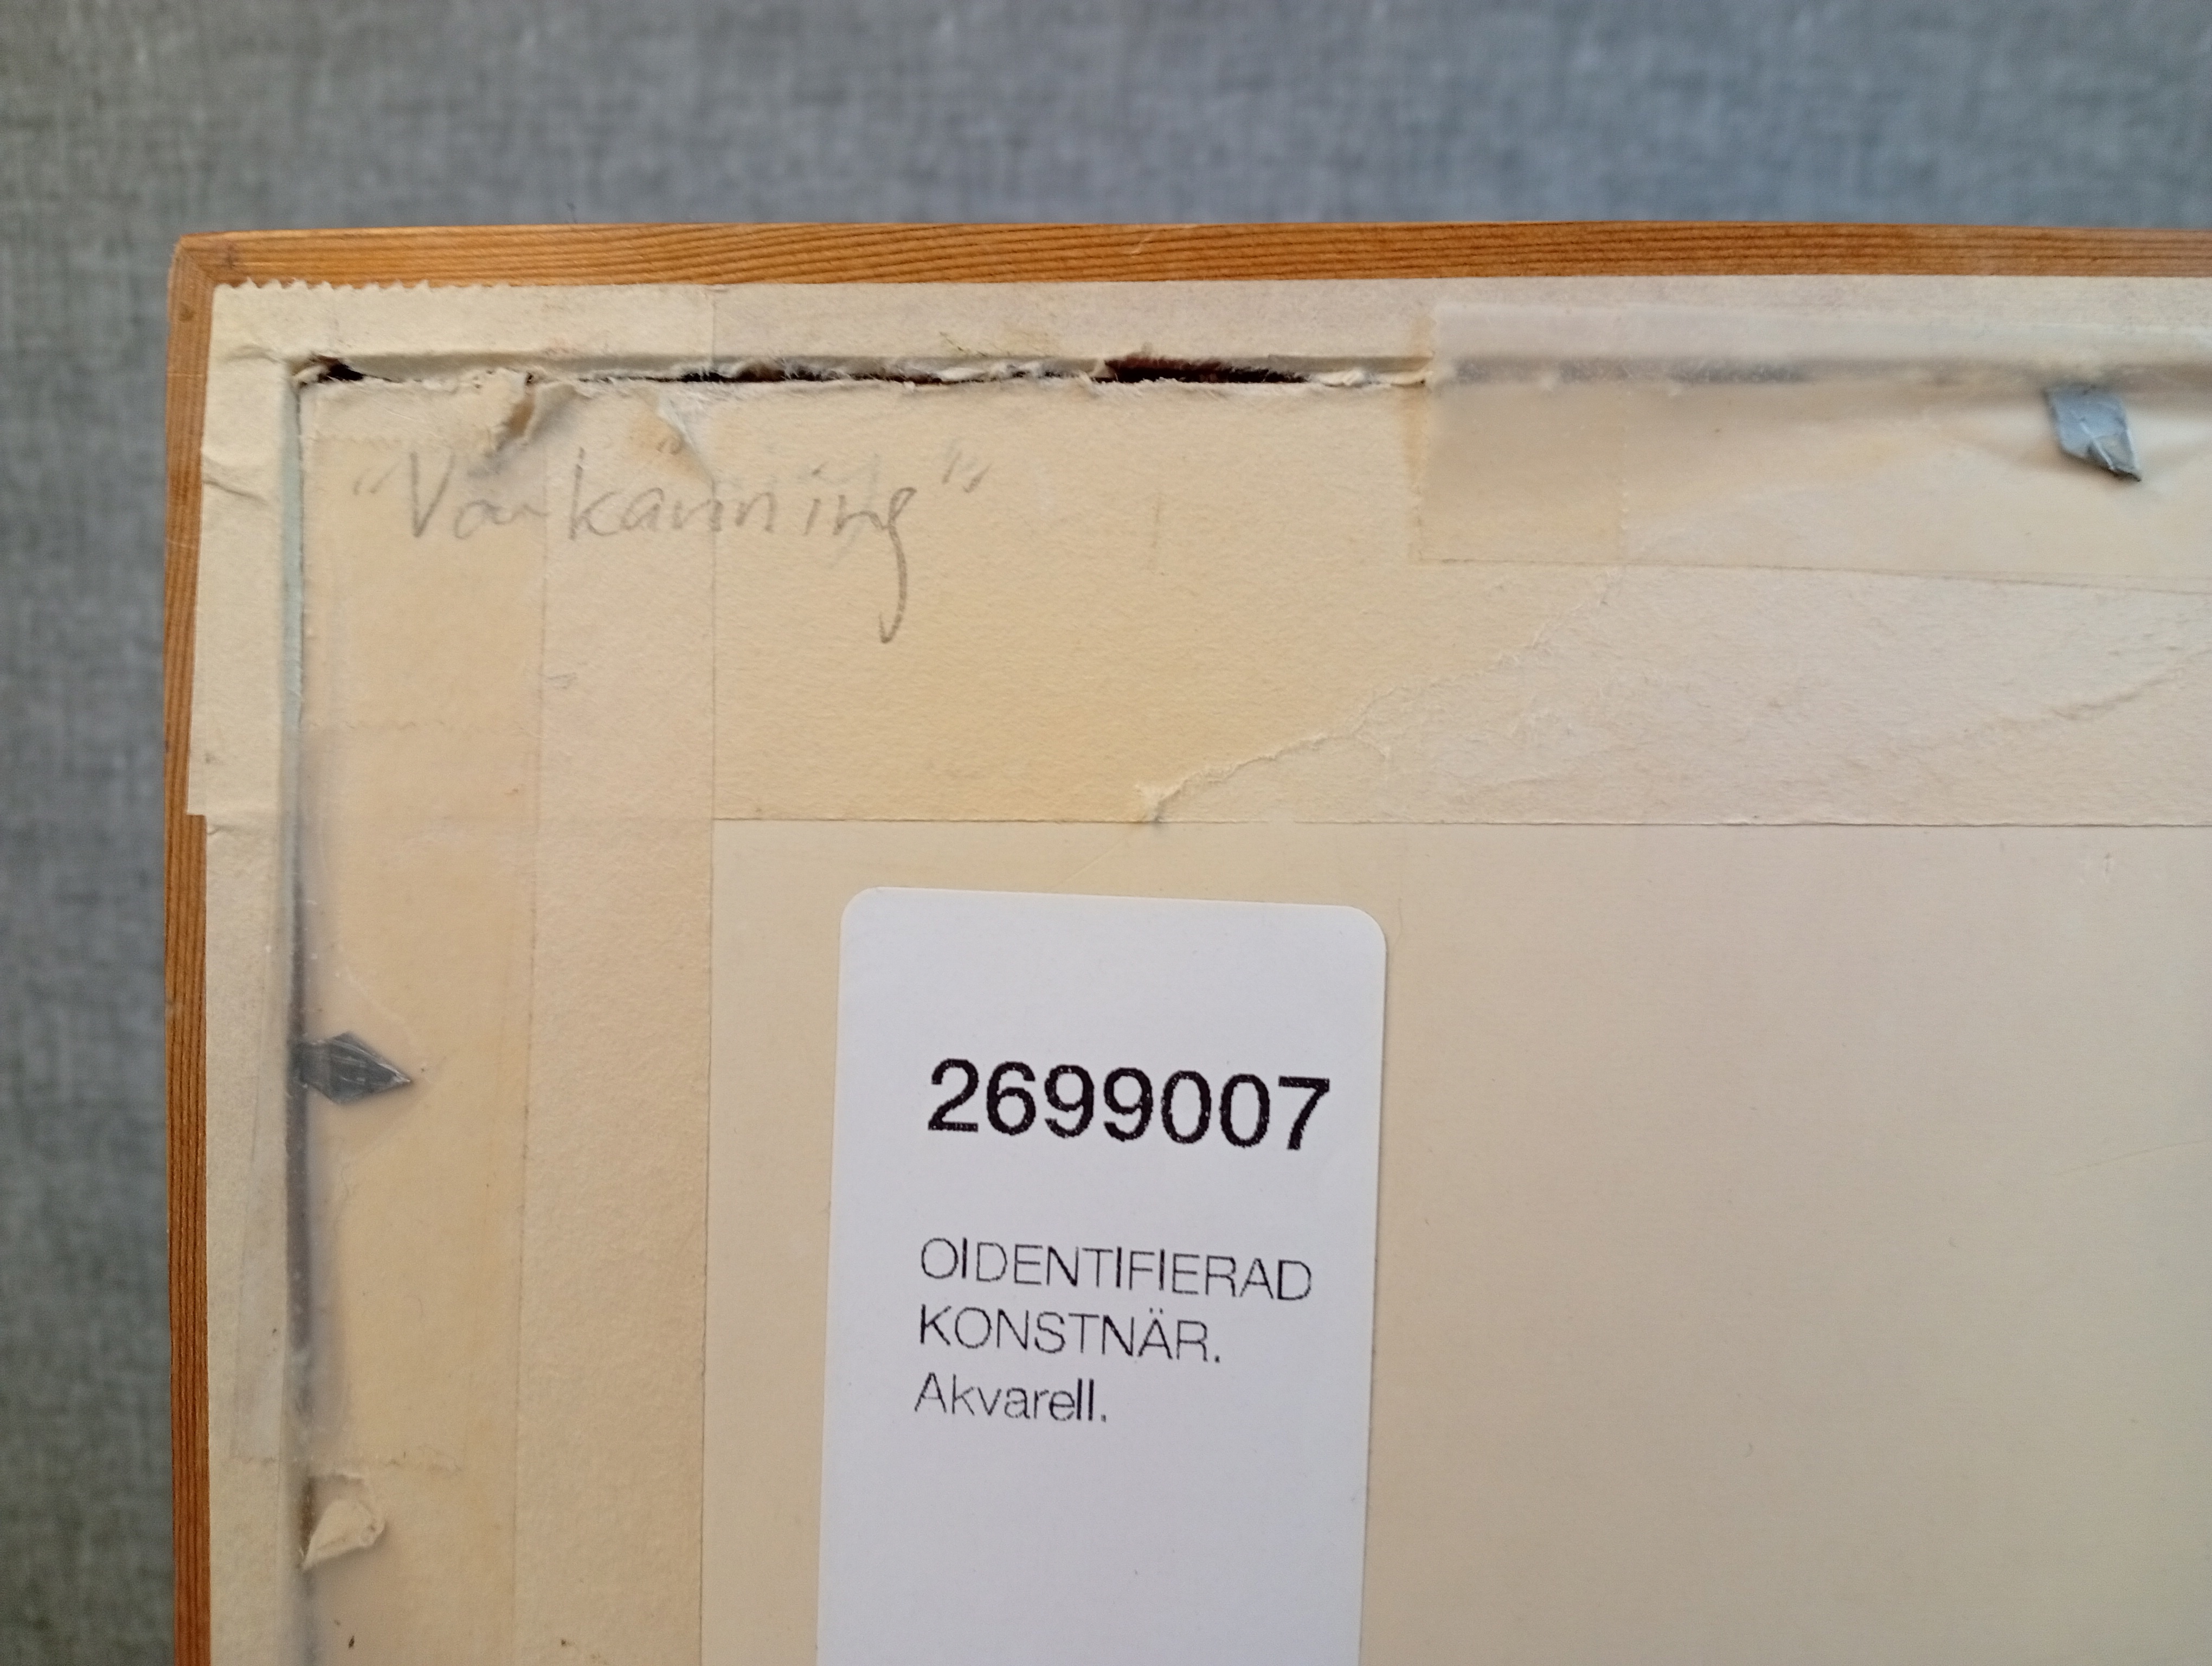 "Vårkänning"
2699007
OIDENTIFIERAD
KONSTNÄR.
Akvarell.